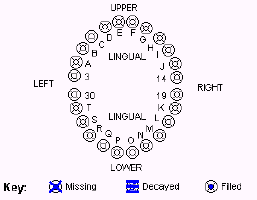 UPPER
D E F G
C H
B I
LINGUAL
A J
3 14
LEFT RIGHT
30 19
T K
LINGUAL
S L
R M
Q P O N
LOWER
Key: Missing Decayed Filled